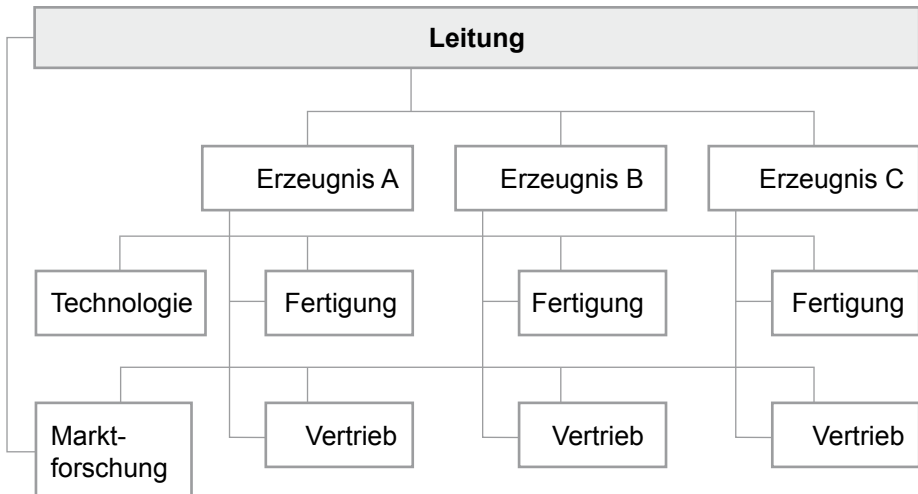 Leitung
Erzeugnis A
Erzeugnis B
Erzeugnis C
Technologie
Fertigung
Fertigung
Fertigung
Markt-
forschung
Vertrieb
Vertrieb
Vertrieb